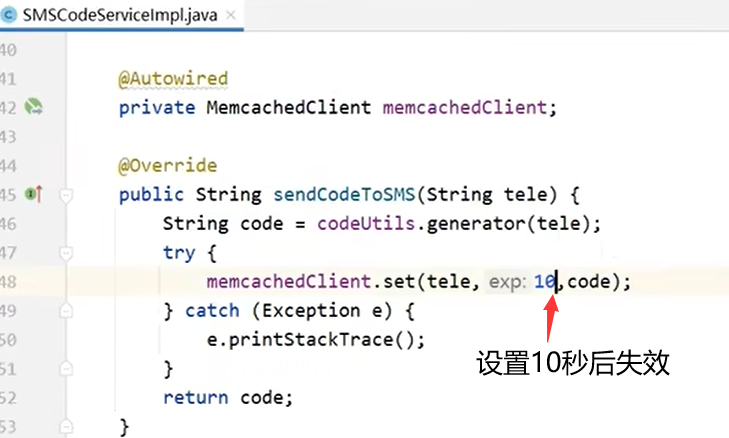 SMSCodeServiceImpl.java ×
40
41 @Autowired
42 private MemcachedClient memcachedClient;
43
44 @Override
45 public String sendCodeToSMS(String tele) {
46 String code = codeUtils.generator(tele);
47 try {
48 memcachedClient.set(tele, exp: 10,code);
49 } catch (Exception e) {
50 e.printStackTrace();
51 }
52 return code;
53 }
设置10秒后失效